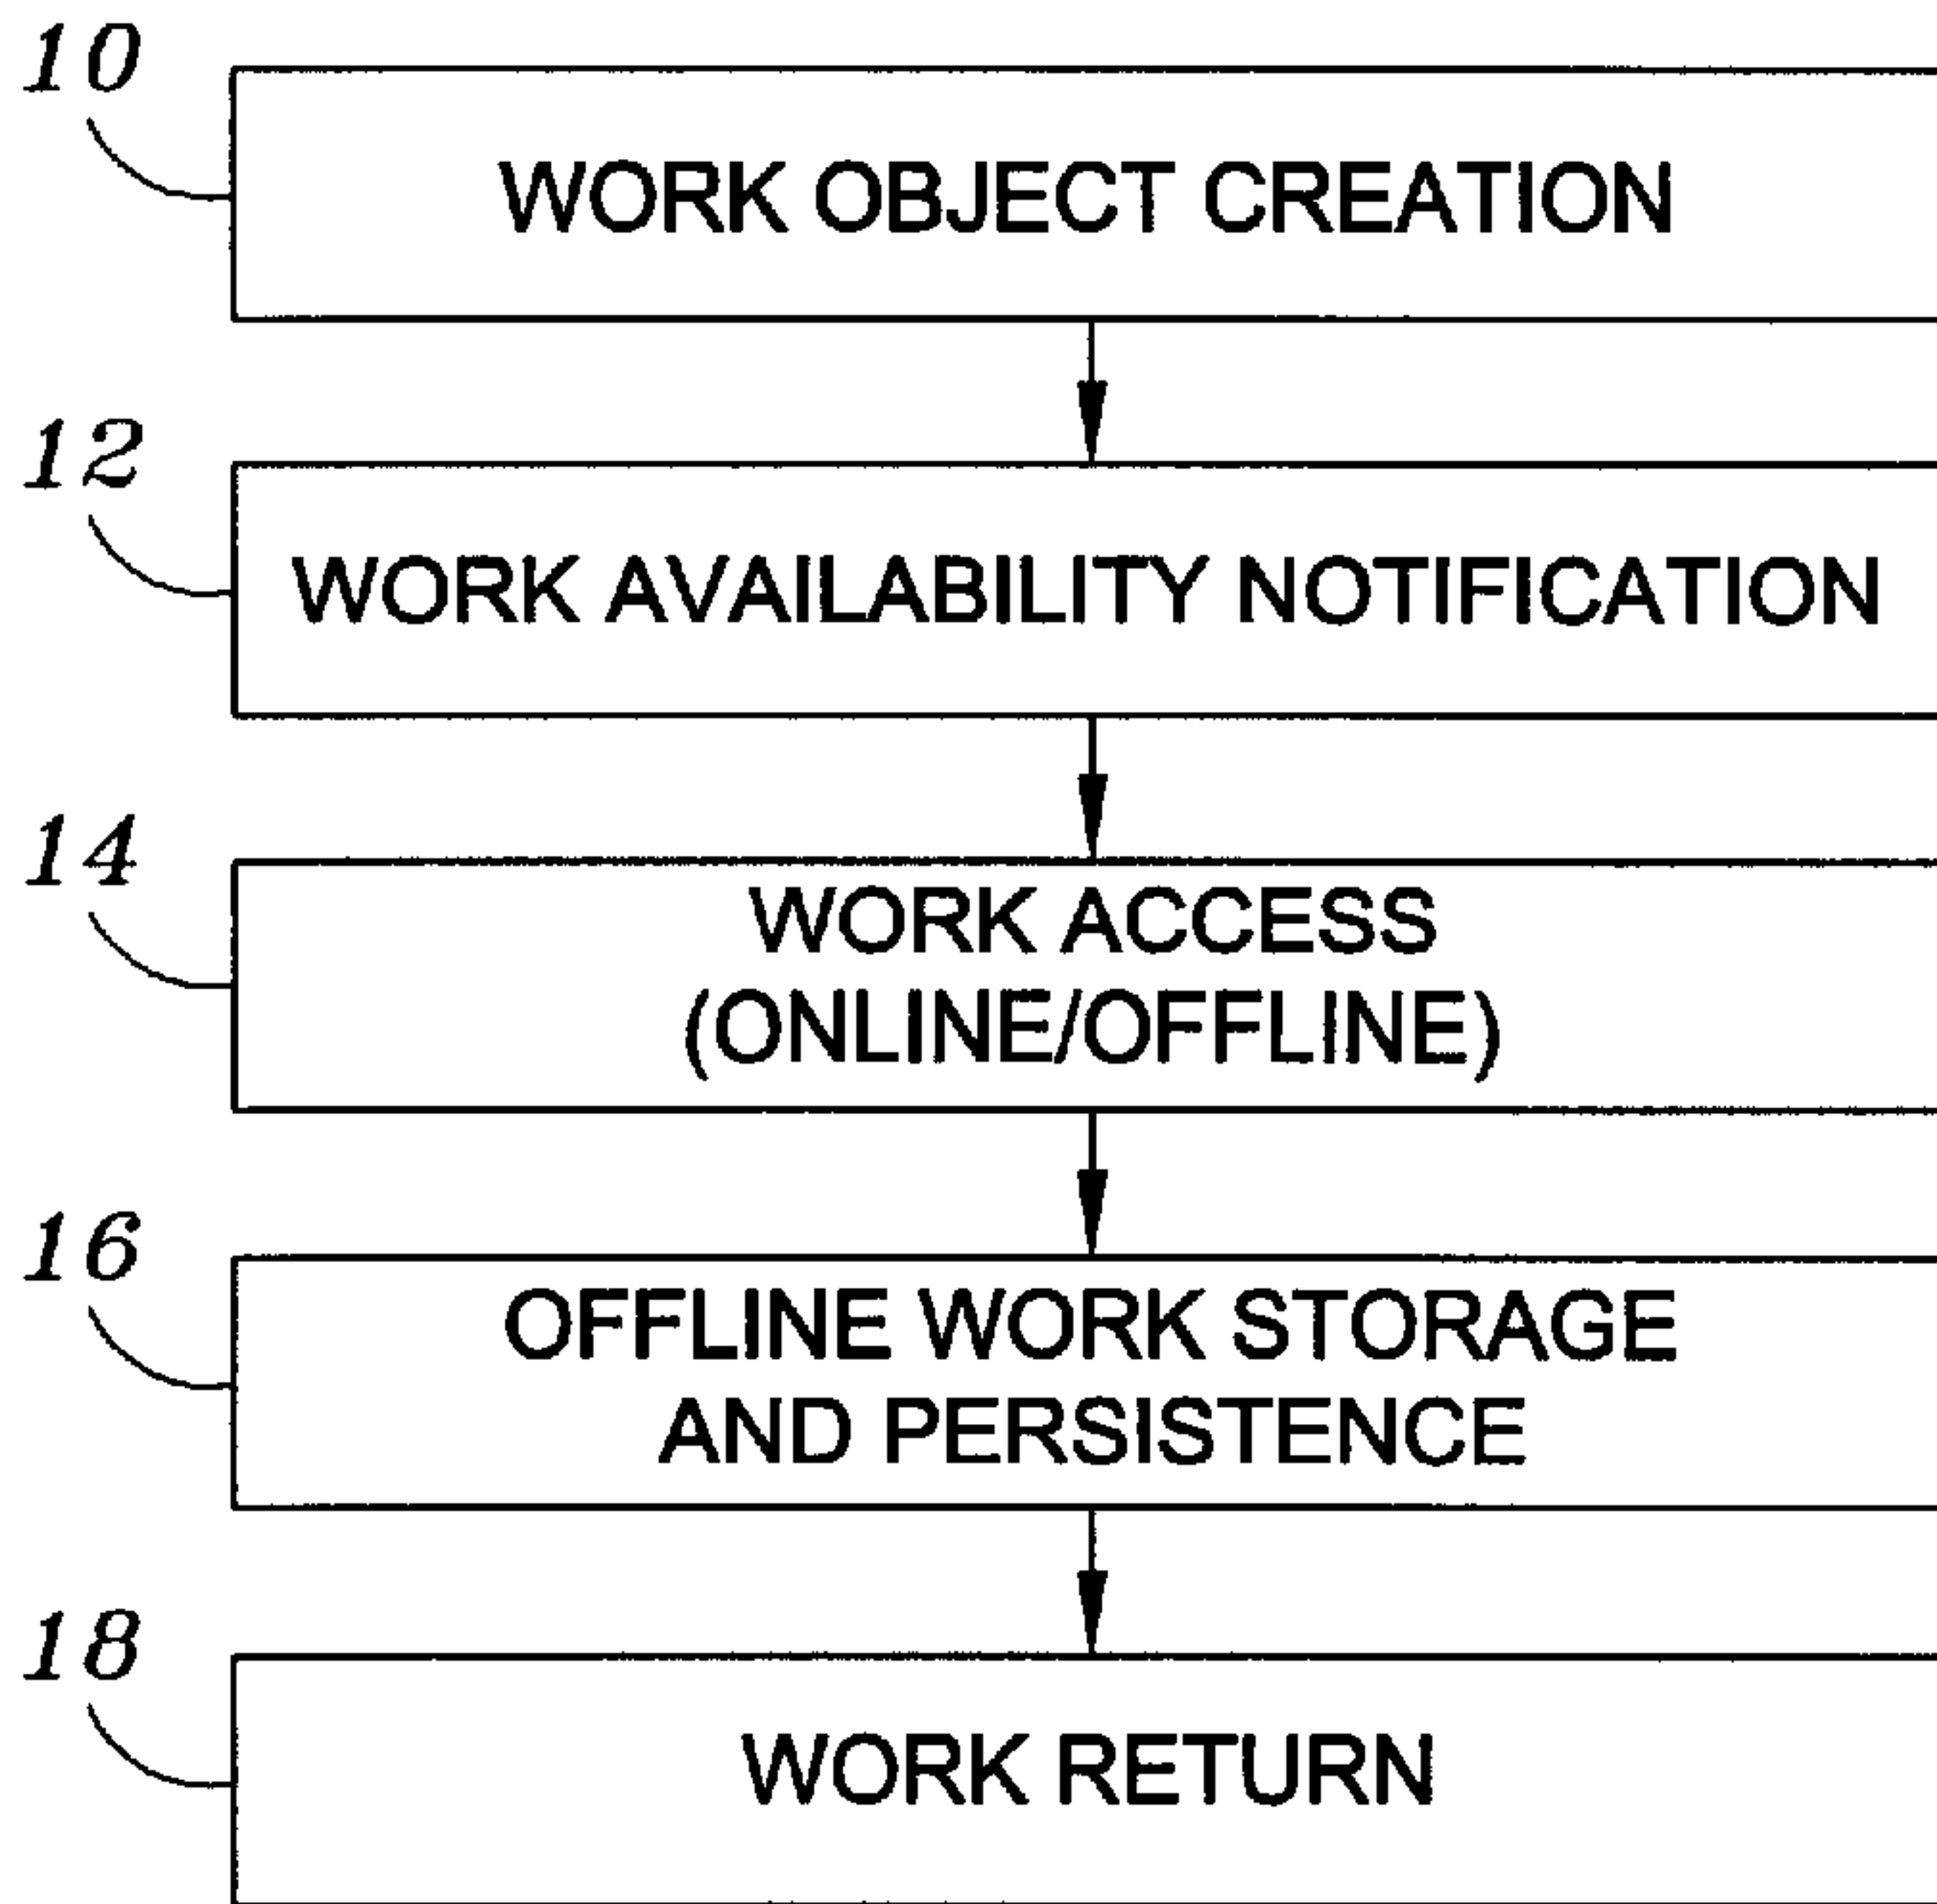 10
WORK OBJECT CREATION
12
WORK AVAILABILITY NOTIFICATION
14
WORK ACCESS
(ONLINE/OFFLINE)
16
OFFLINE WORK STORAGE
AND PERSISTENCE
18
WORK RETURN